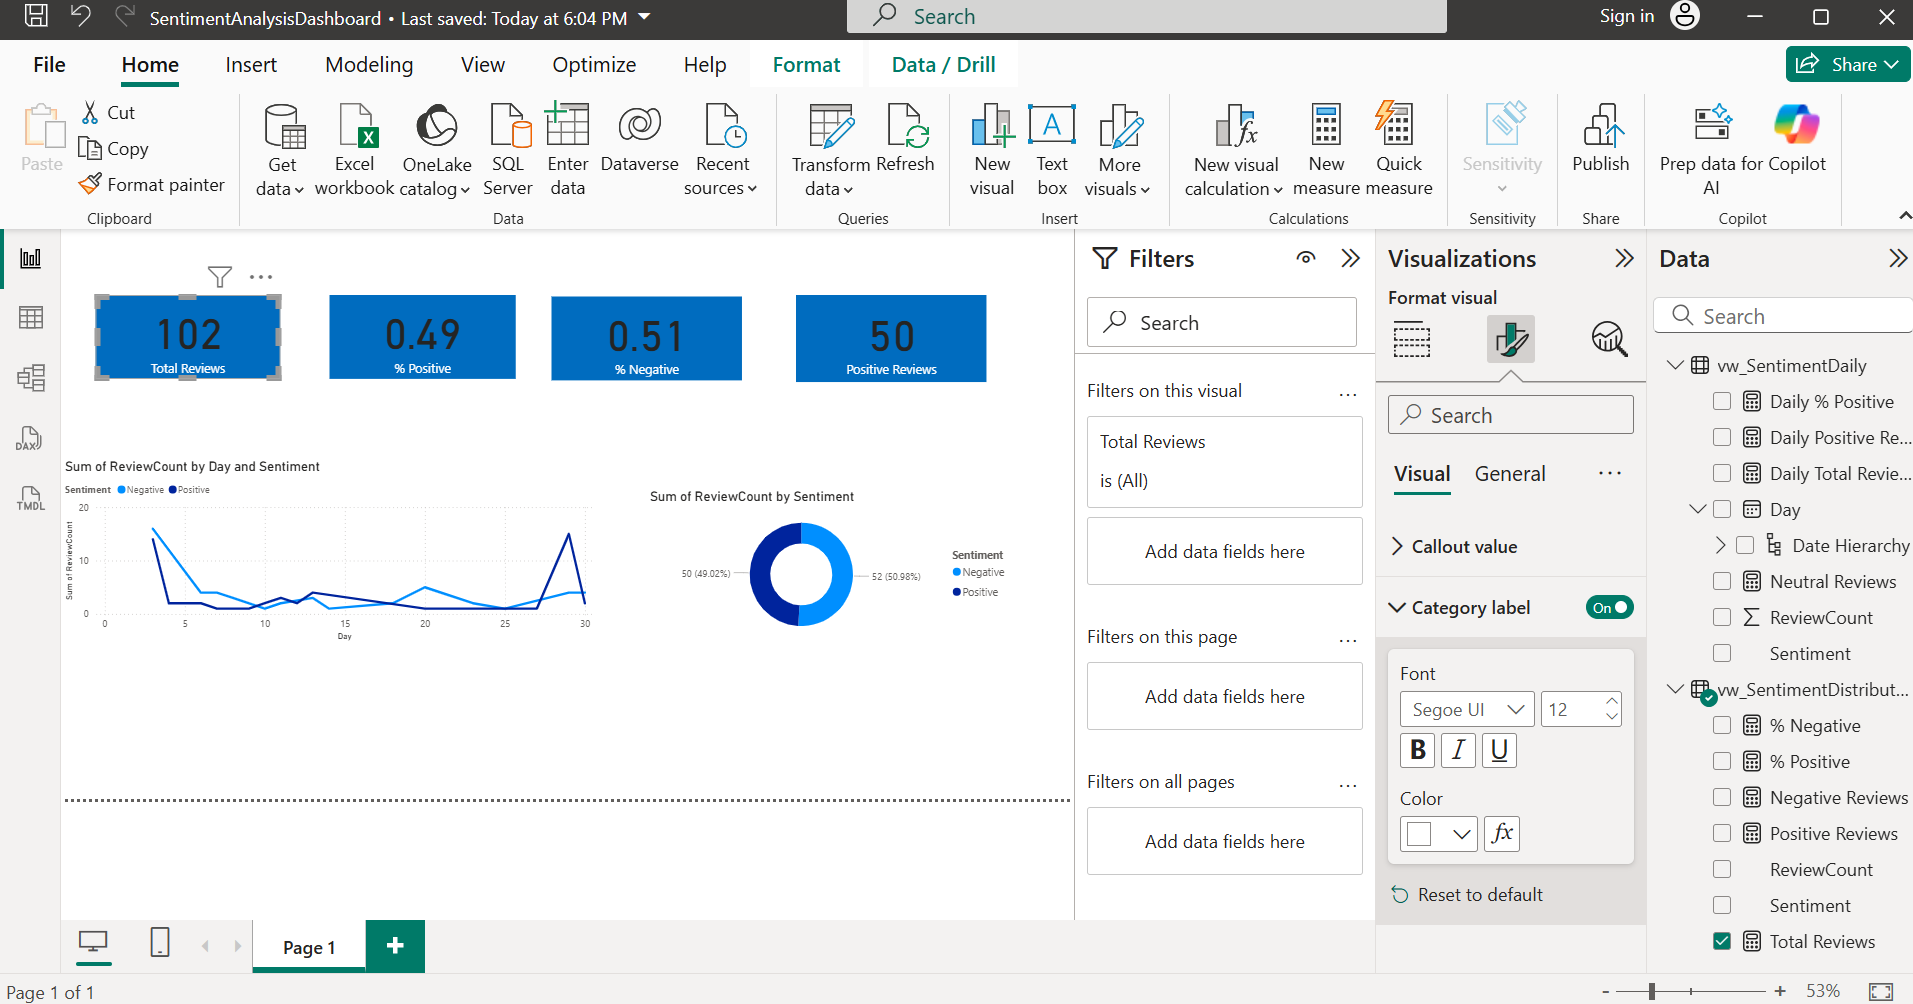 SentimentAnalysisDashboard • Last saved: Today at 6:04 PM
Search
Sign in
File
Home
Insert
Modeling
View
Optimize
Help
Format
Data / Drill
Share
Paste
Cut
Copy
Format painter
Clipboard
Get data
Excel workbook
OneLake catalog
SQL Server
Enter data
Dataverse
Recent sources
Data
Transform data
Refresh
Queries
New visual
Text box
More visuals
Insert
New visual calculation
New measure
Quick measure
Calculations
Sensitivity
Sensitivity
Publish
Share
Prep data for AI
Copilot
Copilot
DAX
TMDL
102
Total Reviews
0.49
% Positive
0.51
% Negative
50
Positive Reviews
Sum of ReviewCount by Day and Sentiment
Sentiment Negative Positive
Sum of ReviewCount
20
10
0
0 5 10 15 20 25 30
Day
Sum of ReviewCount by Sentiment
50 (49.02%)
52 (50.98%)
Sentiment
Negative
Positive
Filters
Search
Filters on this visual
...
Total Reviews
is (All)
Add data fields here
Filters on this page
...
Add data fields here
Filters on all pages
...
Add data fields here
Visualizations
Format visual
Search
Visual
General
...
Callout value
Category label
On
Font
Segoe UI
12
B
I
U
Color
fx
Reset to default
Data
Search
vw_SentimentDaily
Daily % Positive
Daily Positive Re...
Daily Total Revie...
Day
Date Hierarchy
Neutral Reviews
ReviewCount
Sentiment
vw_SentimentDistribut...
% Negative
% Positive
Negative Reviews
Positive Reviews
ReviewCount
Sentiment
Total Reviews
Page 1
+
Page 1 of 1
- + 53%